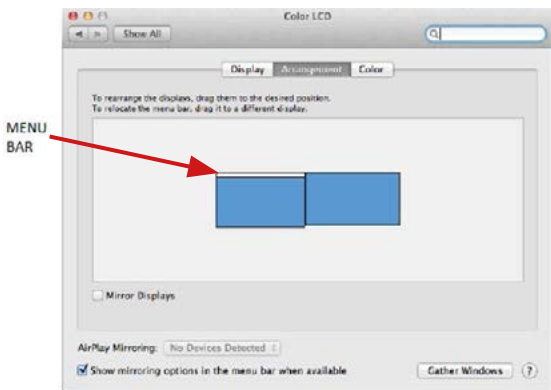 Color LCD
Show All
Display Arrangement Color
To rearrange the displays, drag them to the desired position.
To relocate the menu bar, drag it to a different display.
MENU
BAR
Mirror Displays
AirPlay Mirroring: No Devices Detected
Show mirroring options in the menu bar when available
Gather Windows ?